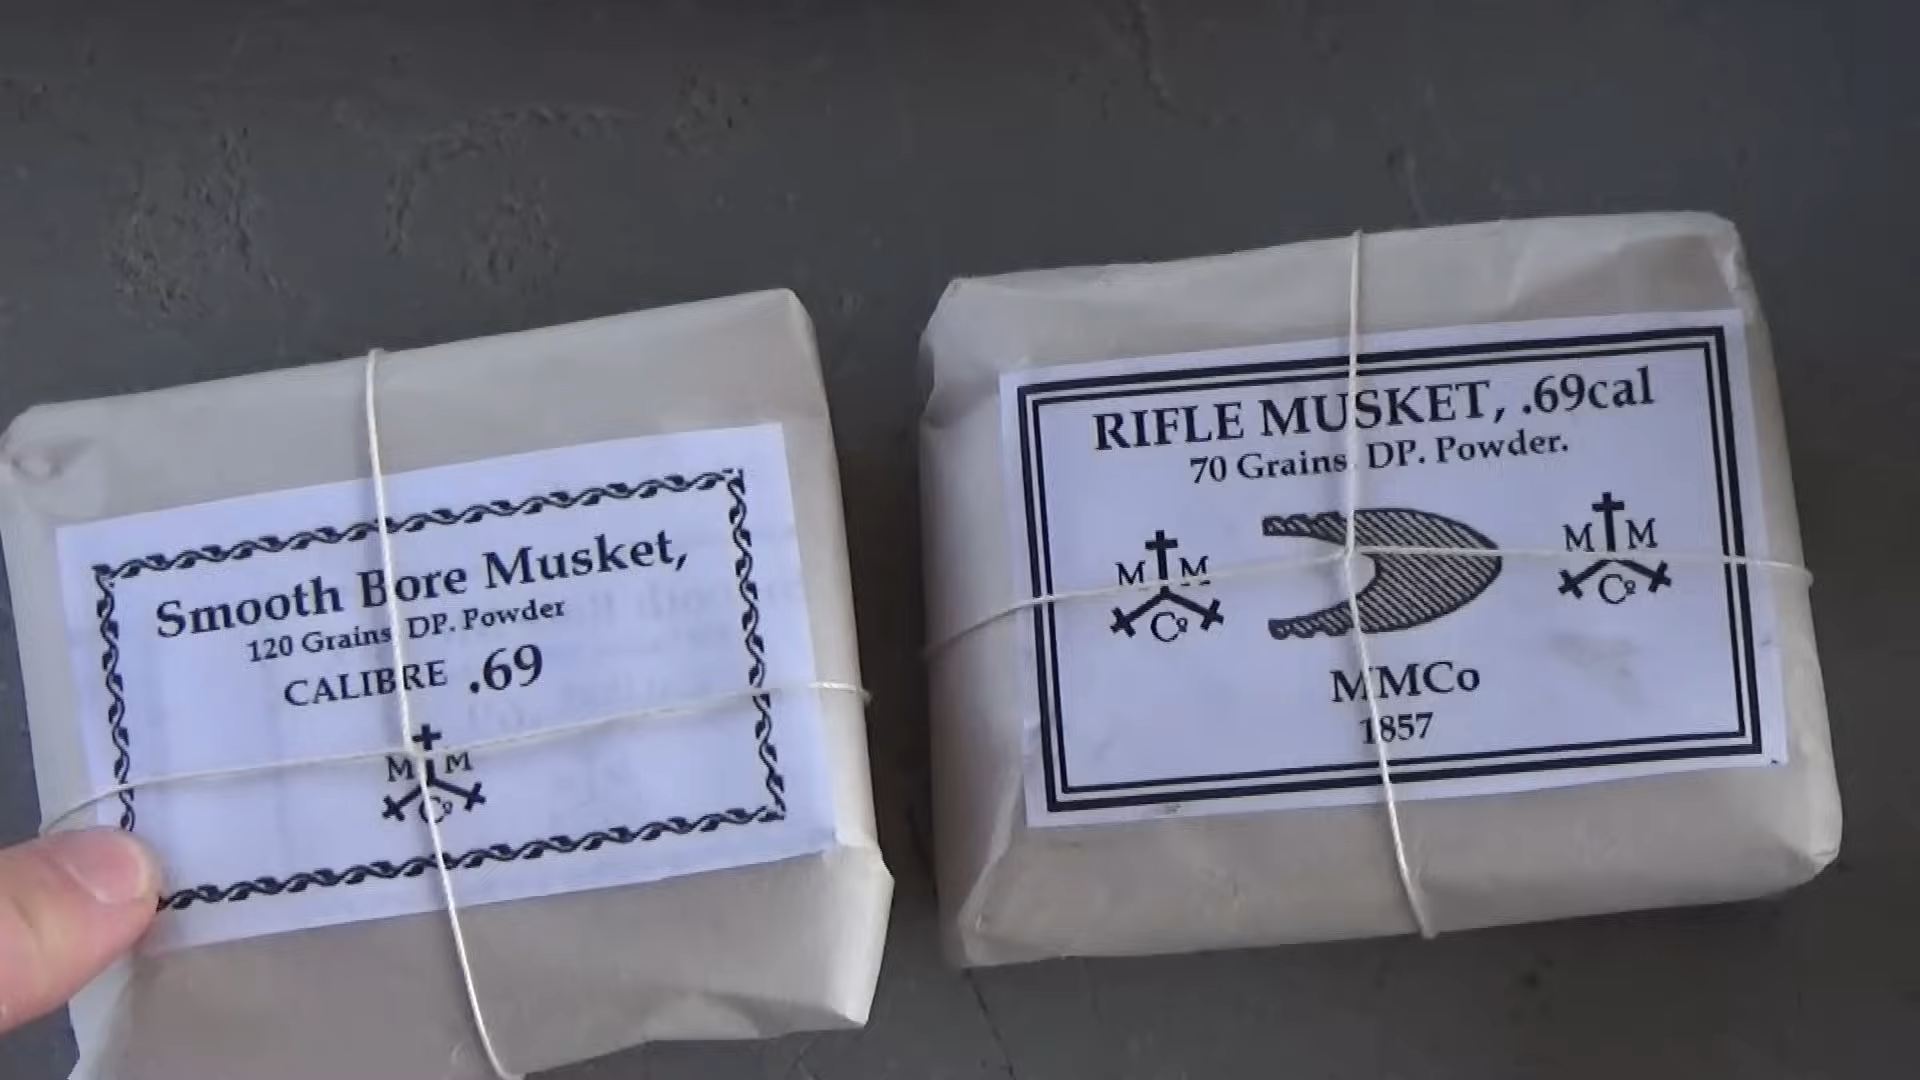 Smooth Bore Musket,
120 Grains DP. Powder
CALIBRE .69
M M
Co
RIFLE MUSKET, .69cal
70 Grains DP. Powder.
M M
Co
M M
Co
MMCo
1857